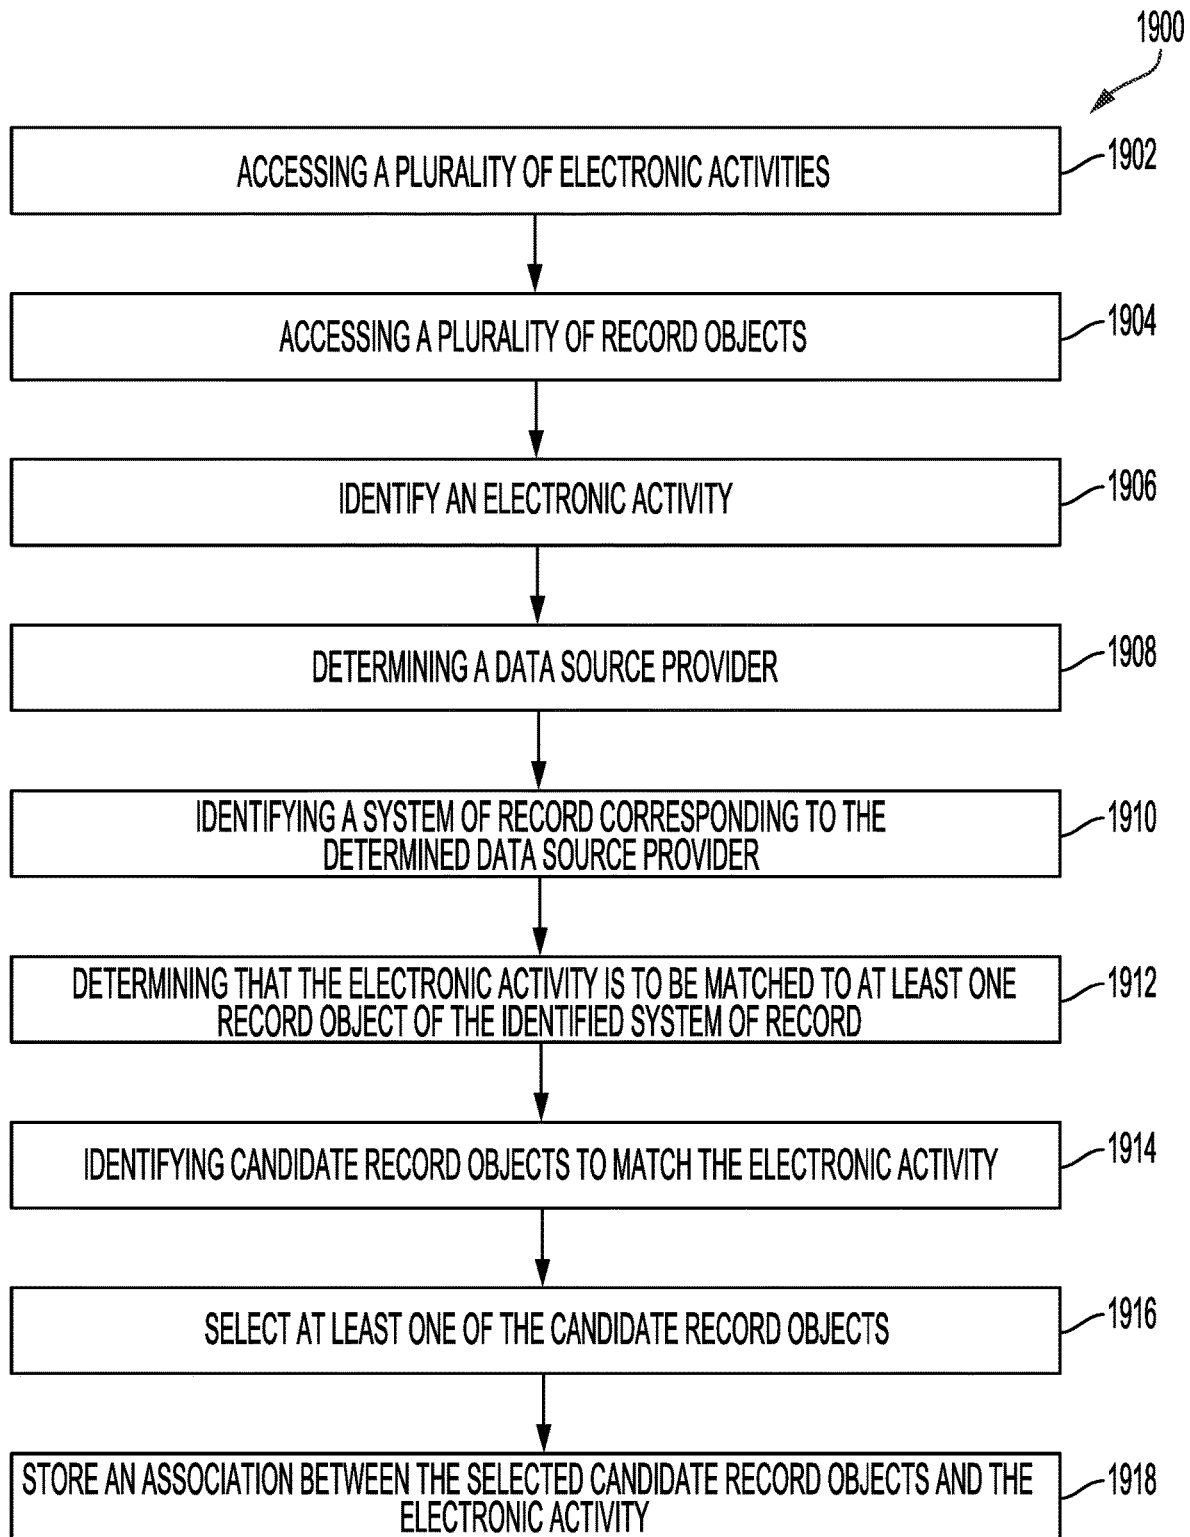 1900
ACCESSING A PLURALITY OF ELECTRONIC ACTIVITIES
1902
ACCESSING A PLURALITY OF RECORD OBJECTS
1904
IDENTIFY AN ELECTRONIC ACTIVITY
1906
DETERMINING A DATA SOURCE PROVIDER
1908
IDENTIFYING A SYSTEM OF RECORD CORRESPONDING TO THE
DETERMINED DATA SOURCE PROVIDER
1910
DETERMINING THAT THE ELECTRONIC ACTIVITY IS TO BE MATCHED TO AT LEAST ONE
RECORD OBJECT OF THE IDENTIFIED SYSTEM OF RECORD
1912
IDENTIFYING CANDIDATE RECORD OBJECTS TO MATCH THE ELECTRONIC ACTIVITY
1914
SELECT AT LEAST ONE OF THE CANDIDATE RECORD OBJECTS
1916
STORE AN ASSOCIATION BETWEEN THE SELECTED CANDIDATE RECORD OBJECTS AND THE
ELECTRONIC ACTIVITY
1918